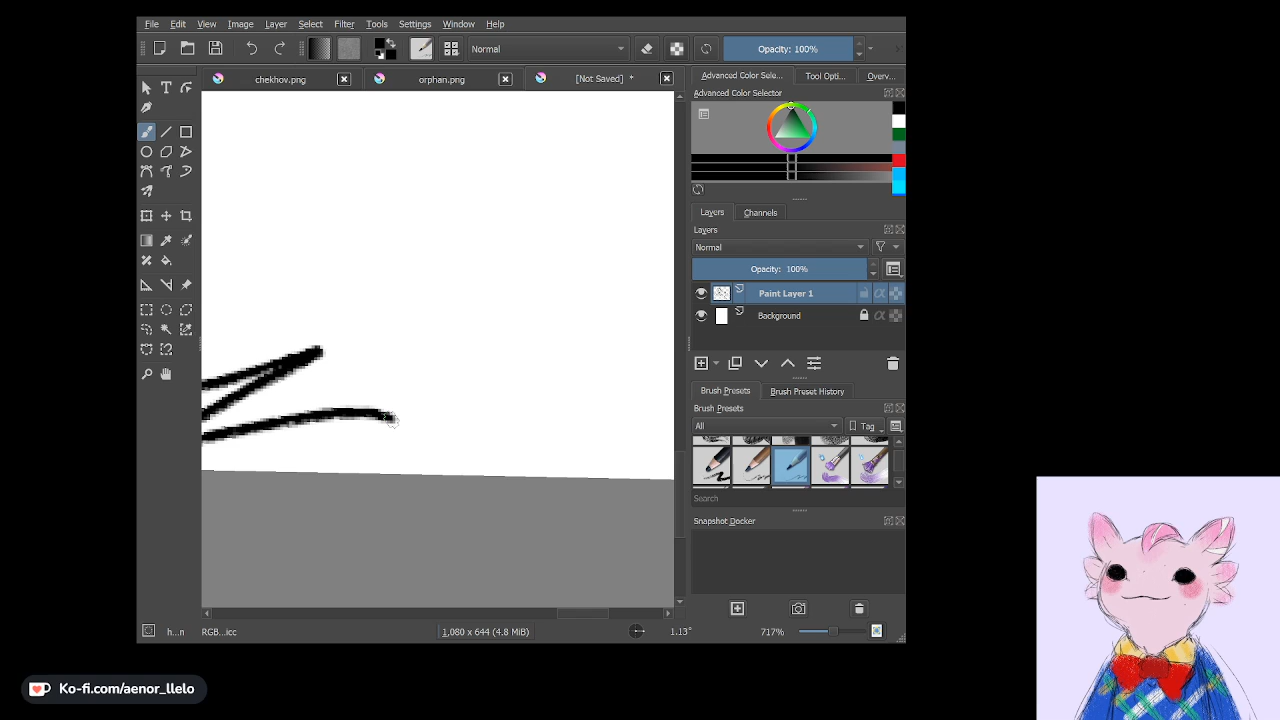 File Edit View Image Layer Select Filter Tools Settings Window Help
Normal
Opacity: 100%
chekhov.png
orphan.png
[Not Saved] *
Advanced Color Sele...
Tool Opti...
Overv...
Advanced Color Selector
Layers
Channels
Layers
Normal
Opacity: 100%
Paint Layer 1
Background
Brush Presets
Brush Preset History
Brush Presets
All
Tag
Search
Snapshot Docker
h...n
RGB...icc
1,080 x 644 (4.8 MiB)
1.13°
717%
Ko-fi.com/aenor_llelo